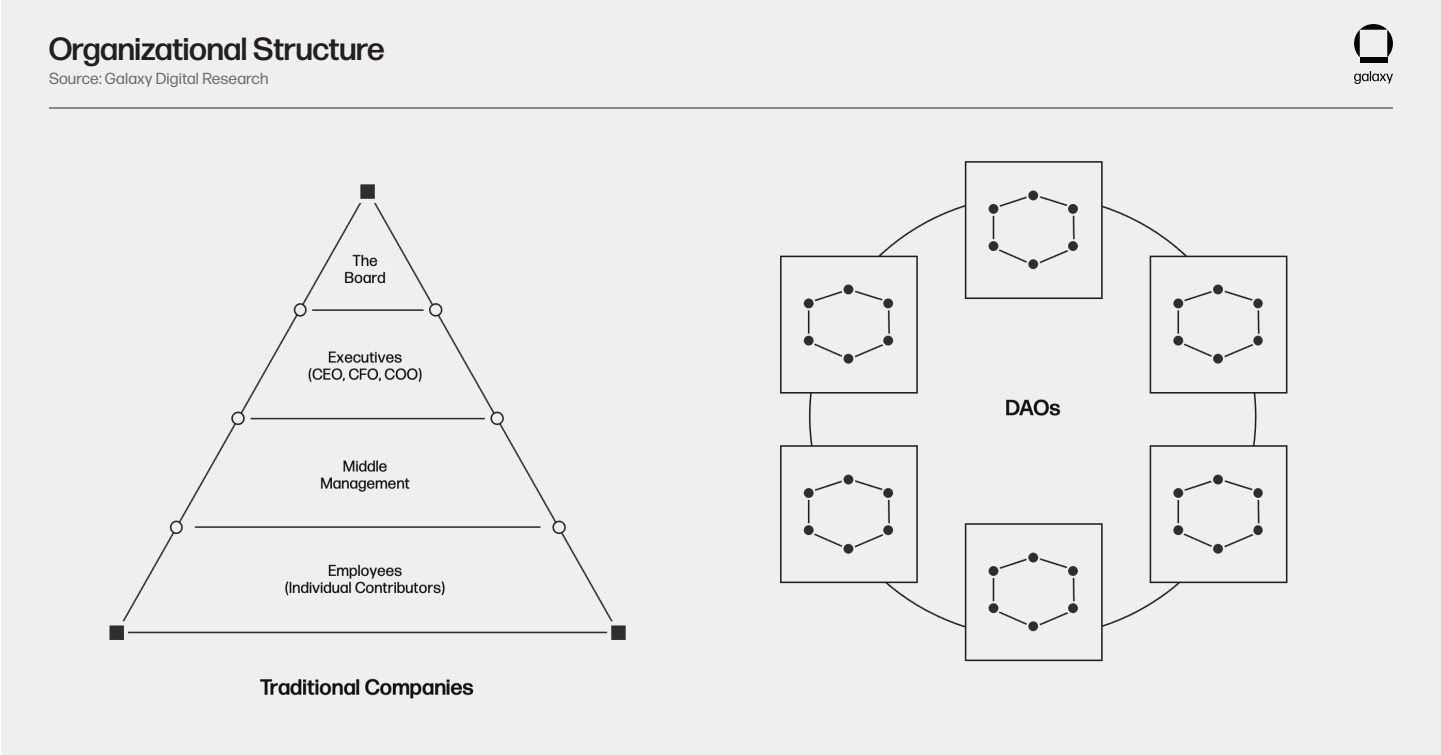 Organizational Structure
Source: Galaxy Digital Research
galaxy
The
Board
Executives
(CEO, CFO, COO)
Middle
Management
Employees
(Individual Contributors)
Traditional Companies
DAOs